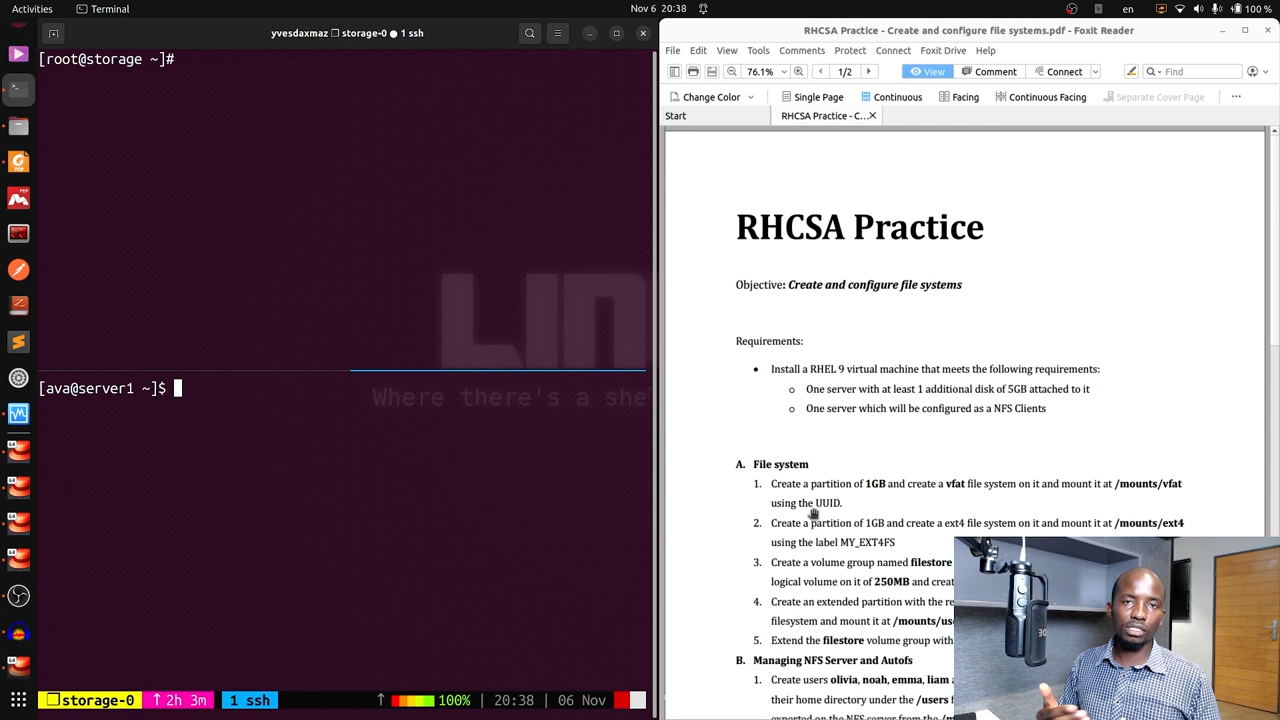 Activities
Terminal
Nov 6 20:38
100 %
yvesdaxmaz □ storage-0 ● 1 ssh
[root@storage ~]#
LIN
Where there's a she
[ava@server1 ~]$
storage-0 ↑ 2h 3m 1 ssh ↑ 100% | 20:38 | 06 Nov
RHCSA Practice - Create and configure file systems.pdf - Foxit Reader
File Edit View Tools Comments Protect Connect Foxit Drive Help
76.1% 1/2 View Comment Connect Find
Change Color Single Page Continuous Facing Continuous Facing Separate Cover Page ···
Start RHCSA Practice - C...
RHCSA Practice
Objective: Create and configure file systems
Requirements:
• Install a RHEL 9 virtual machine that meets the following requirements:
o One server with at least 1 additional disk of 5GB attached to it
o One server which will be configured as a NFS Clients
A. File system
1. Create a partition of 1GB and create a vfat file system on it and mount it at /mounts/vfat
using the UUID.
2. Create a partition of 1GB and create a ext4 file system on it and mount it at /mounts/ext4
using the label MY_EXT4FS
3. Create a volume group named filestore
logical volume on it of 250MB and creat
4. Create an extended partition with the re
filesystem and mount it at /mounts/use
5. Extend the filestore volume group with
B. Managing NFS Server and Autofs
1. Create users olivia, noah, emma, liam
their home directory under the /users
exported on the NFS server from the